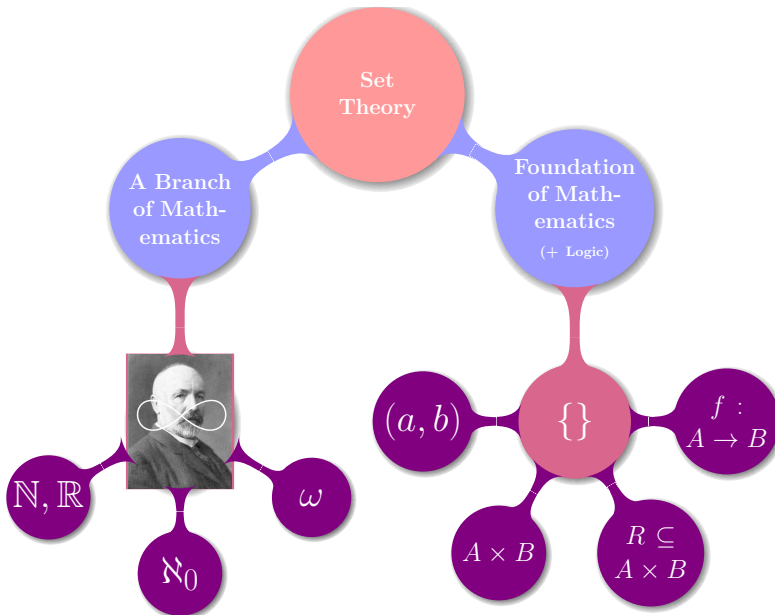 Set
Theory
A Branch
of Math-
ematics
Foundation
of Math-
ematics
(+ Logic)
∞
ℕ, ℝ
ℵ₀
ω
(a, b)
{}
f :
A → B
A × B
R ⊆
A × B